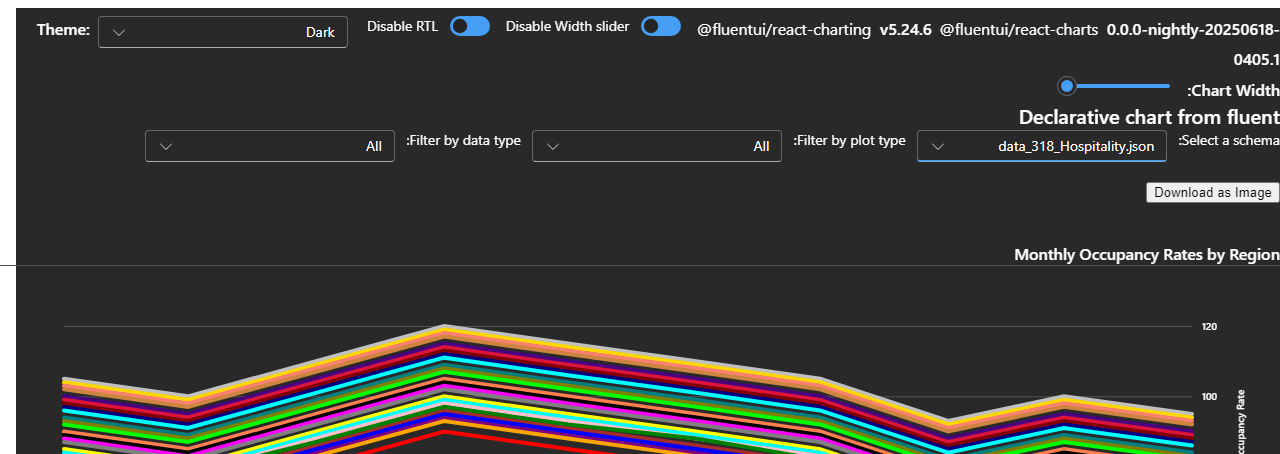 Theme: Dark Disable RTL Disable Width slider @fluentui/react-charting v5.24.6 @fluentui/react-charts 0.0.0-nightly-20250618-
0405.1
:Chart Width
Declarative chart from fluent
:Select a schema data_318_Hospitality.json :Filter by plot type All :Filter by data type All
Download as Image
Monthly Occupancy Rates by Region
120
100